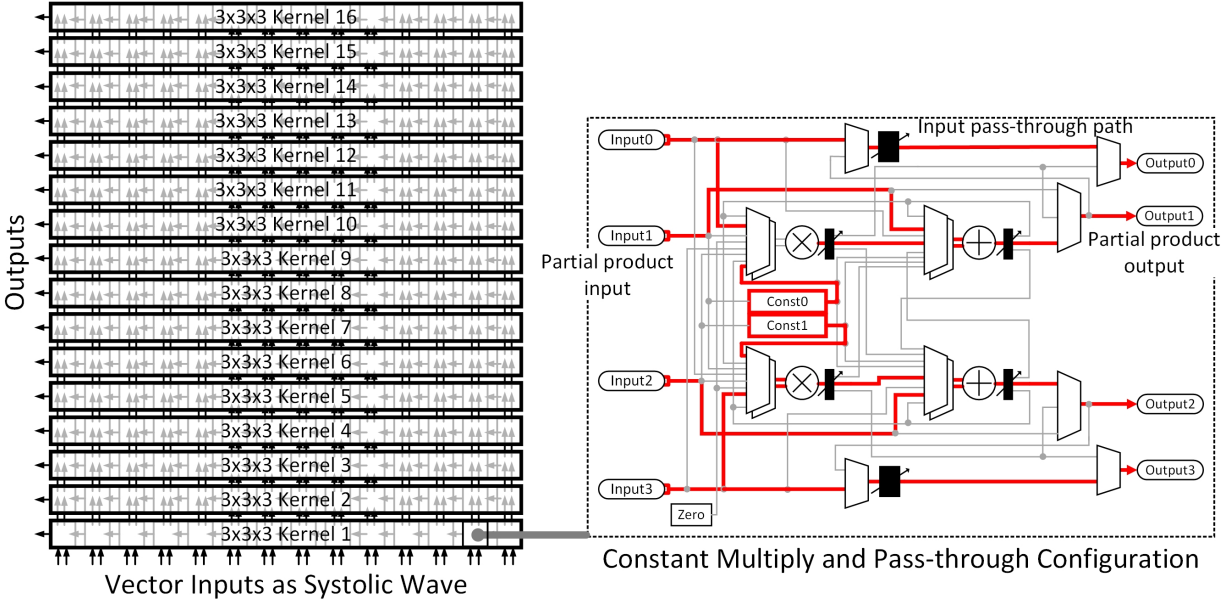 3x3x3 Kernel 16
3x3x3 Kernel 15
3x3x3 Kernel 14
3x3x3 Kernel 13
3x3x3 Kernel 12
3x3x3 Kernel 11
3x3x3 Kernel 10
3x3x3 Kernel 9
3x3x3 Kernel 8
3x3x3 Kernel 7
3x3x3 Kernel 6
3x3x3 Kernel 5
3x3x3 Kernel 4
3x3x3 Kernel 3
3x3x3 Kernel 2
3x3x3 Kernel 1
Outputs
Vector Inputs as Systolic Wave
Input0
Input pass-through path
Output0
Input1
Output1
Partial product
input
Partial product
output
Const0
Const1
Input2
Output2
Input3
Output3
Zero
Constant Multiply and Pass-through Configuration